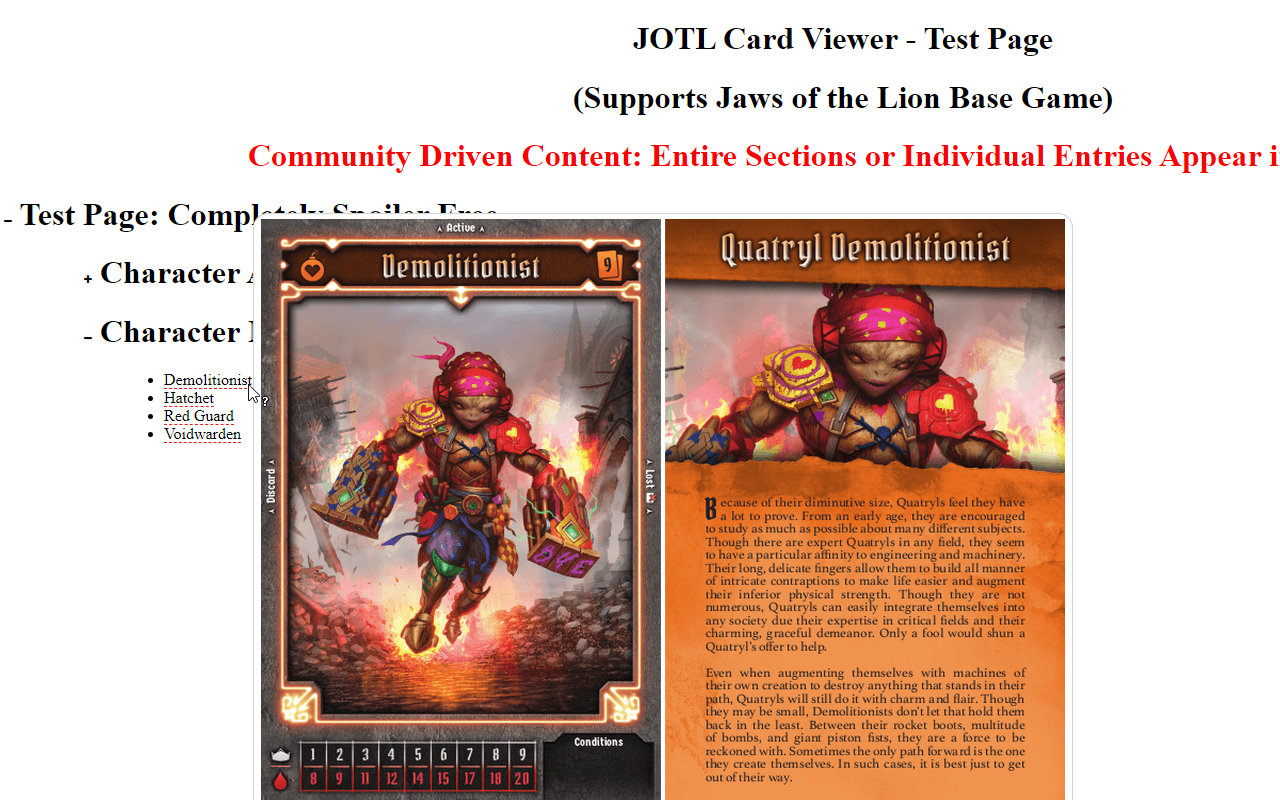 JOTL Card Viewer - Test Page
(Supports Jaws of the Lion Base Game)
Community Driven Content: Entire Sections or Individual Entries Appear i
- Test Page: Completely Spoiler Free
+ Character
- Character
• Demolitionist
• Hatchet
• Red Guard
• Voidwarden
Active
Demolitionist
9
Discard
Lost
BYE
1 2 3 4 5 6 7 8 9
8 9 11 12 14 15 17 18 20
Conditions
Quatryl Demolitionist
Because of their diminutive size, Quatryls feel they have
a lot to prove. From an early age, they are encouraged
to study as much as possible about many different subjects.
Though there are expert Quatryls in any field, they seem
to have a particular affinity to engineering and machinery.
Their long, delicate fingers allow them to build all manner
of intricate contraptions to make life easier and augment
their inferior physical strength. Though they are not
numerous, Quatryls can easily integrate themselves into
any society due their expertise in critical fields and their
charming, graceful demeanor. Only a fool would shun a
Quatryl's offer to help.
Even when augmenting themselves with machines of
their own creation to destroy anything that stands in their
path, Quatryls will still do it with charm and flair. Though
they may be small, Demolitionists don't let that hold them
back in the least. Between their rocket boots, multitude
of bombs, and giant piston fists, they are a force to be
reckoned with. Sometimes the only path forward is the one
they create themselves. In such cases, it is best just to get
out of their way.